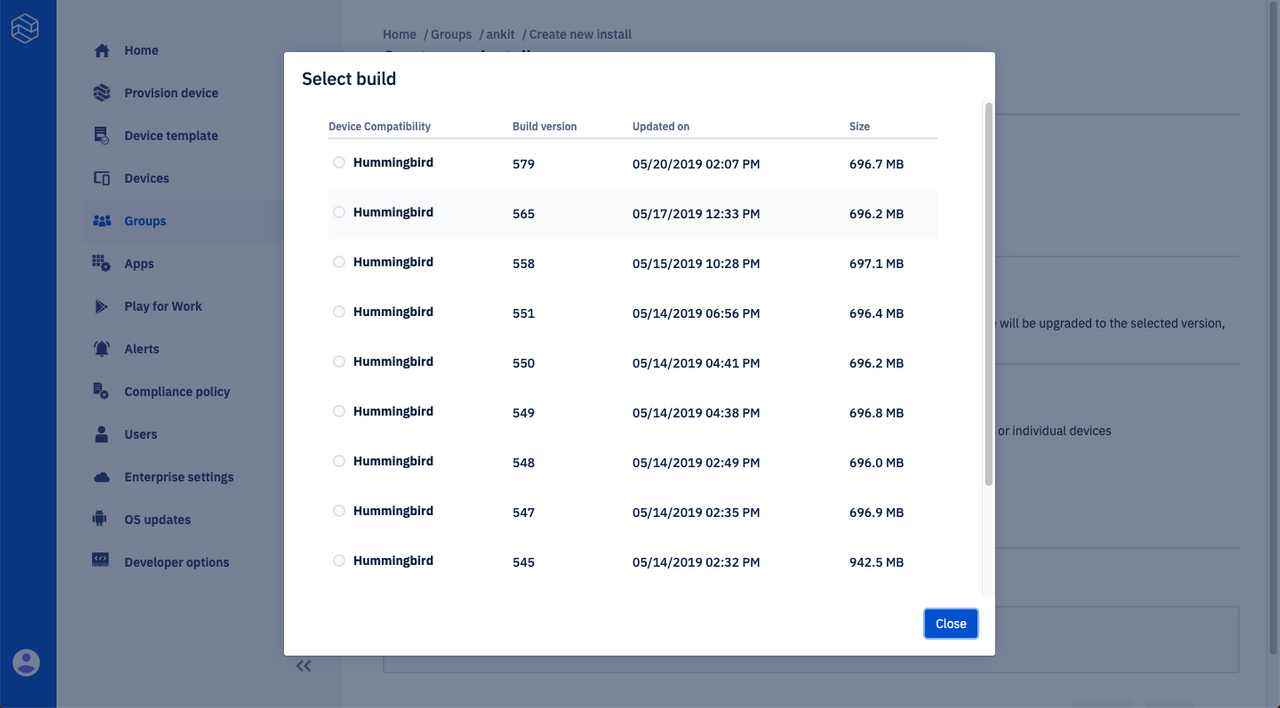 Home / Groups / ankit / Create new install
Home
Provision device
Device template
Devices
Groups
Apps
Play for Work
Alerts
Compliance policy
Users
Enterprise settings
OS updates
Developer options
Select build
Device Compatibility Build version Updated on Size
Hummingbird 579 05/20/2019 02:07 PM 696.7 MB
Hummingbird 565 05/17/2019 12:33 PM 696.2 MB
Hummingbird 558 05/15/2019 10:28 PM 697.1 MB
Hummingbird 551 05/14/2019 06:56 PM 696.4 MB
Hummingbird 550 05/14/2019 04:41 PM 696.2 MB
Hummingbird 549 05/14/2019 04:38 PM 696.8 MB
Hummingbird 548 05/14/2019 02:49 PM 696.0 MB
Hummingbird 547 05/14/2019 02:35 PM 696.9 MB
Hummingbird 545 05/14/2019 02:32 PM 942.5 MB
Close
will be upgraded to the selected version,
or individual devices